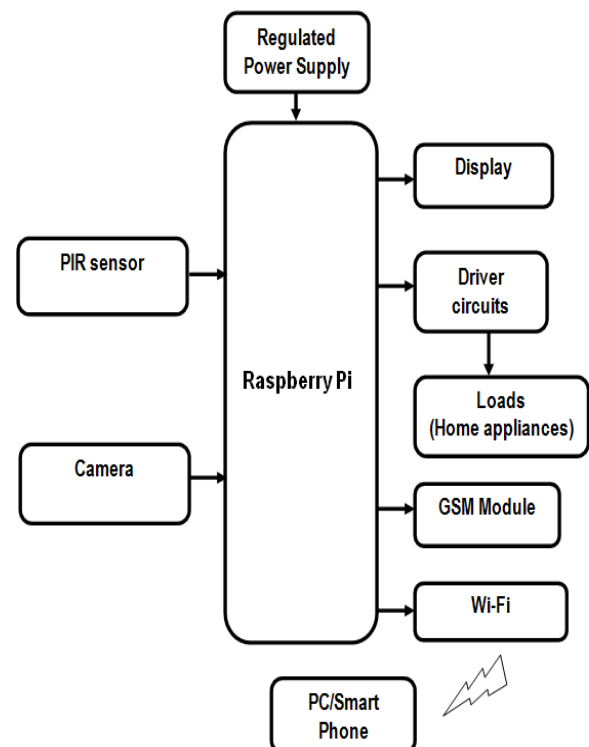 Regulated
Power Supply
Display
PIR sensor
Driver
circuits
Raspberry Pi
Loads
(Home appliances)
Camera
GSM Module
Wi-Fi
PC/Smart
Phone